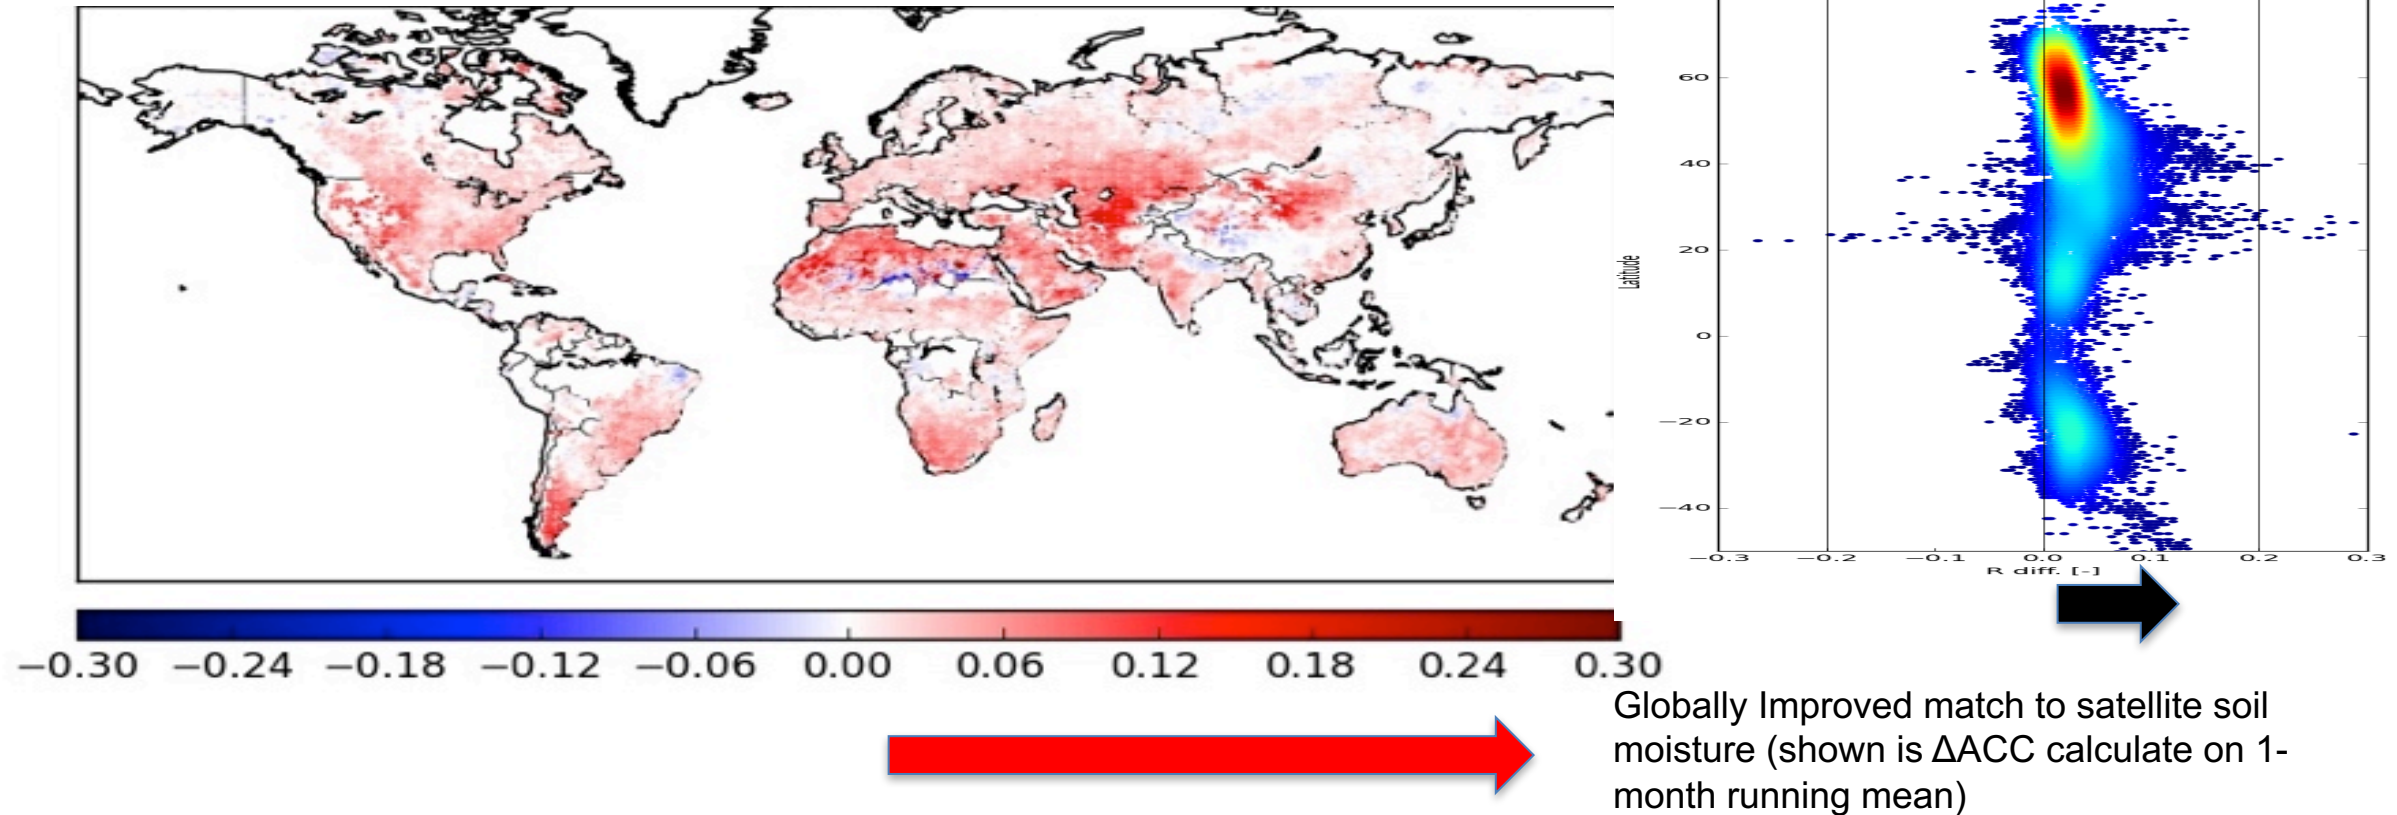 60
40
20
0
−20
−40
Latitude
−0.3 −0.2 −0.1 0.0 0.1 0.2 0.3
R diff. [-]
−0.30 −0.24 −0.18 −0.12 −0.06 0.00 0.06 0.12 0.18 0.24 0.30
Globally Improved match to satellite soil
moisture (shown is ΔACC calculate on 1-
month running mean)